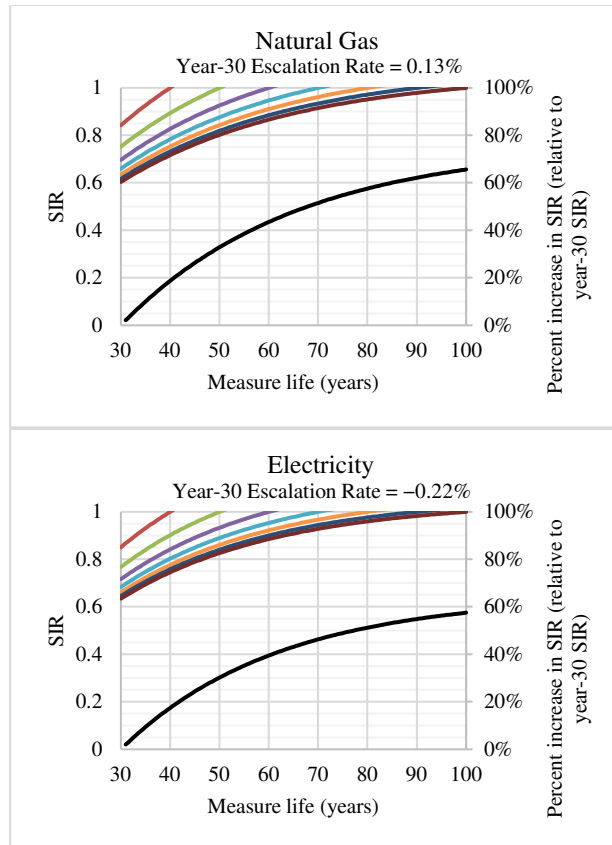 Natural Gas
Year-30 Escalation Rate = 0.13%
1
0.8
0.6
0.4
0.2
0
SIR
100%
80%
60%
40%
20%
0%
Percent increase in SIR (relative to
year-30 SIR)
30 40 50 60 70 80 90 100
Measure life (years)
Electricity
Year-30 Escalation Rate = −0.22%
1
0.8
0.6
0.4
0.2
0
SIR
100%
80%
60%
40%
20%
0%
Percent increase in SIR (relative to
year-30 SIR)
30 40 50 60 70 80 90 100
Measure life (years)